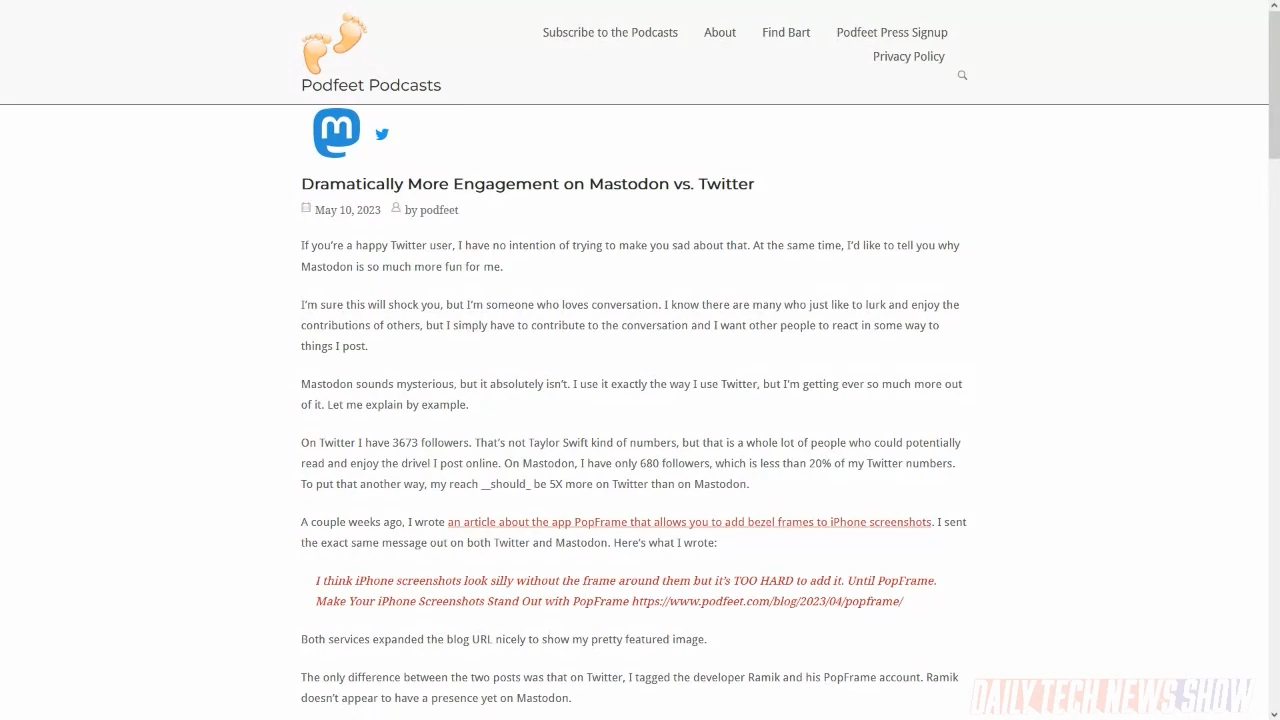 Subscribe to the Podcasts About Find Bart Podfeet Press Signup
Privacy Policy
Podfeet Podcasts
Dramatically More Engagement on Mastodon vs. Twitter
May 10, 2023 by podfeet
If you're a happy Twitter user, I have no intention of trying to make you sad about that. At the same time, I'd like to tell you why
Mastodon is so much more fun for me.
I'm sure this will shock you, but I'm someone who loves conversation. I know there are many who just like to lurk and enjoy the
contributions of others, but I simply have to contribute to the conversation and I want other people to react in some way to
things I post.
Mastodon sounds mysterious, but it absolutely isn't. I use it exactly the way I use Twitter, but I'm getting ever so much more out
of it. Let me explain by example.
On Twitter I have 3673 followers. That's not Taylor Swift kind of numbers, but that is a whole lot of people who could potentially
read and enjoy the drivel I post online. On Mastodon, I have only 680 followers, which is less than 20% of my Twitter numbers.
To put that another way, my reach __should_ be 5X more on Twitter than on Mastodon.
A couple weeks ago, I wrote an article about the app PopFrame that allows you to add bezel frames to iPhone screenshots. I sent
the exact same message out on both Twitter and Mastodon. Here's what I wrote:
I think iPhone screenshots look silly without the frame around them but it's TOO HARD to add it. Until PopFrame.
Make Your iPhone Screenshots Stand Out with PopFrame https://www.podfeet.com/blog/2023/04/popframe/
Both services expanded the blog URL nicely to show my pretty featured image.
The only difference between the two posts was that on Twitter, I tagged the developer Ramik and his PopFrame account. Ramik
doesn't appear to have a presence yet on Mastodon.
DAILY TECH NEWS SHOW